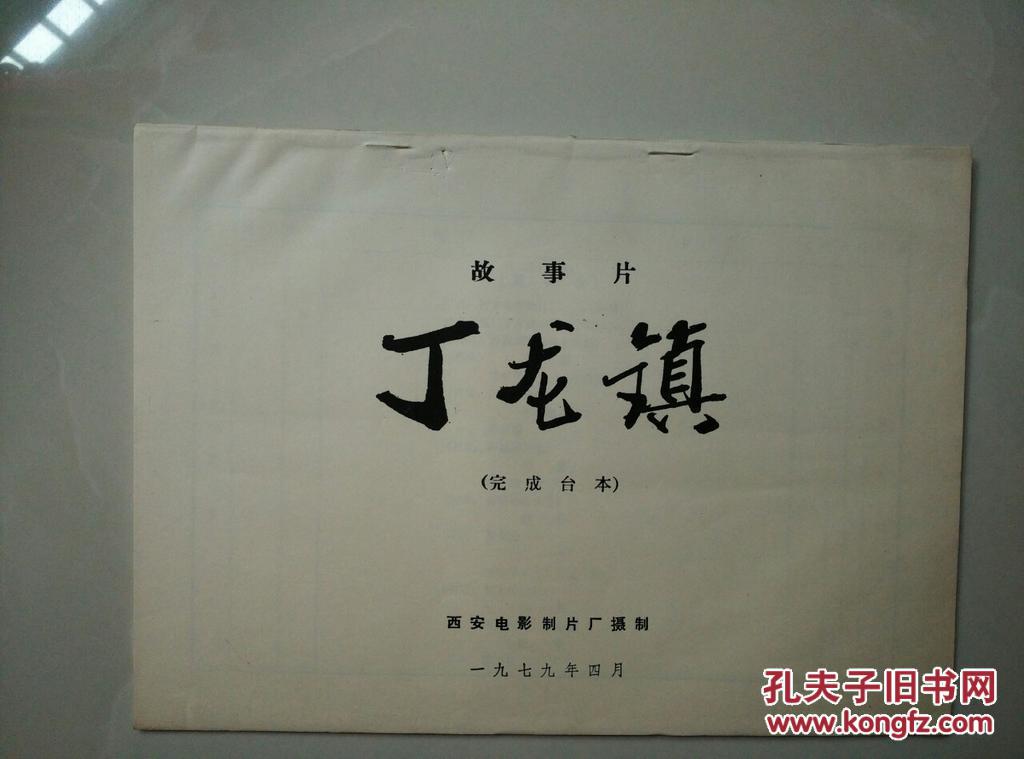 故事片
丁龙镇
(完成台本)
西安电影制片厂摄制
一九七九年四月
孔夫子旧书网
www.kongfz.com